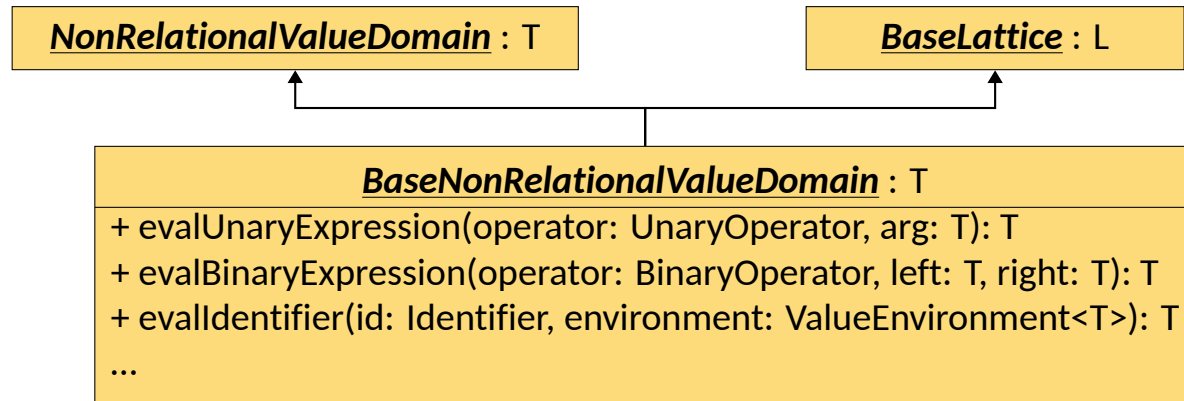 NonRelationalValueDomain : T
BaseLattice : L
BaseNonRelationalValueDomain : T
+ evalUnaryExpression(operator: UnaryOperator, arg: T): T
+ evalBinaryExpression(operator: BinaryOperator, left: T, right: T): T
+ evalIdentifier(id: Identifier, environment: ValueEnvironment<T>): T
...